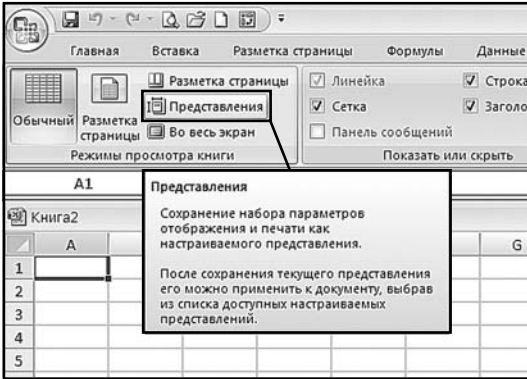 Главная Вставка Разметка страницы Формулы Данные
Обычный
Разметка страницы
Разметка страницы
Представления
Во весь экран
Режимы просмотра книги
Линейка
Сетка
Панель сообщений
Строка
Заголо
Показать или скрыть
A1
Представления
Сохранение набора параметров
отображения и печати как
настраиваемого представления.
После сохранения текущего представления
его можно применить к документу, выбрав
из списка доступных настраиваемых
представлений.
Книга2
A G
1
2
3
4
5